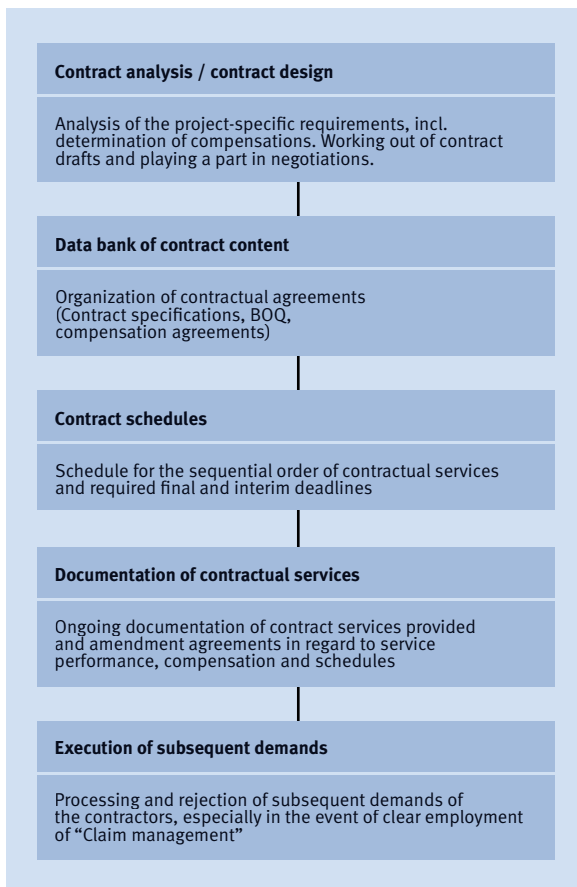 Contract analysis / contract design
Analysis of the project-specific requirements, incl.
determination of compensations. Working out of contract
drafts and playing a part in negotiations.
Data bank of contract content
Organization of contractual agreements
(Contract specifications, BOQ,
compensation agreements)
Contract schedules
Schedule for the sequential order of contractual services
and required final and interim deadlines
Documentation of contractual services
Ongoing documentation of contract services provided
and amendment agreements in regard to service
performance, compensation and schedules
Execution of subsequent demands
Processing and rejection of subsequent demands of
the contractors, especially in the event of clear employment
of “Claim management”